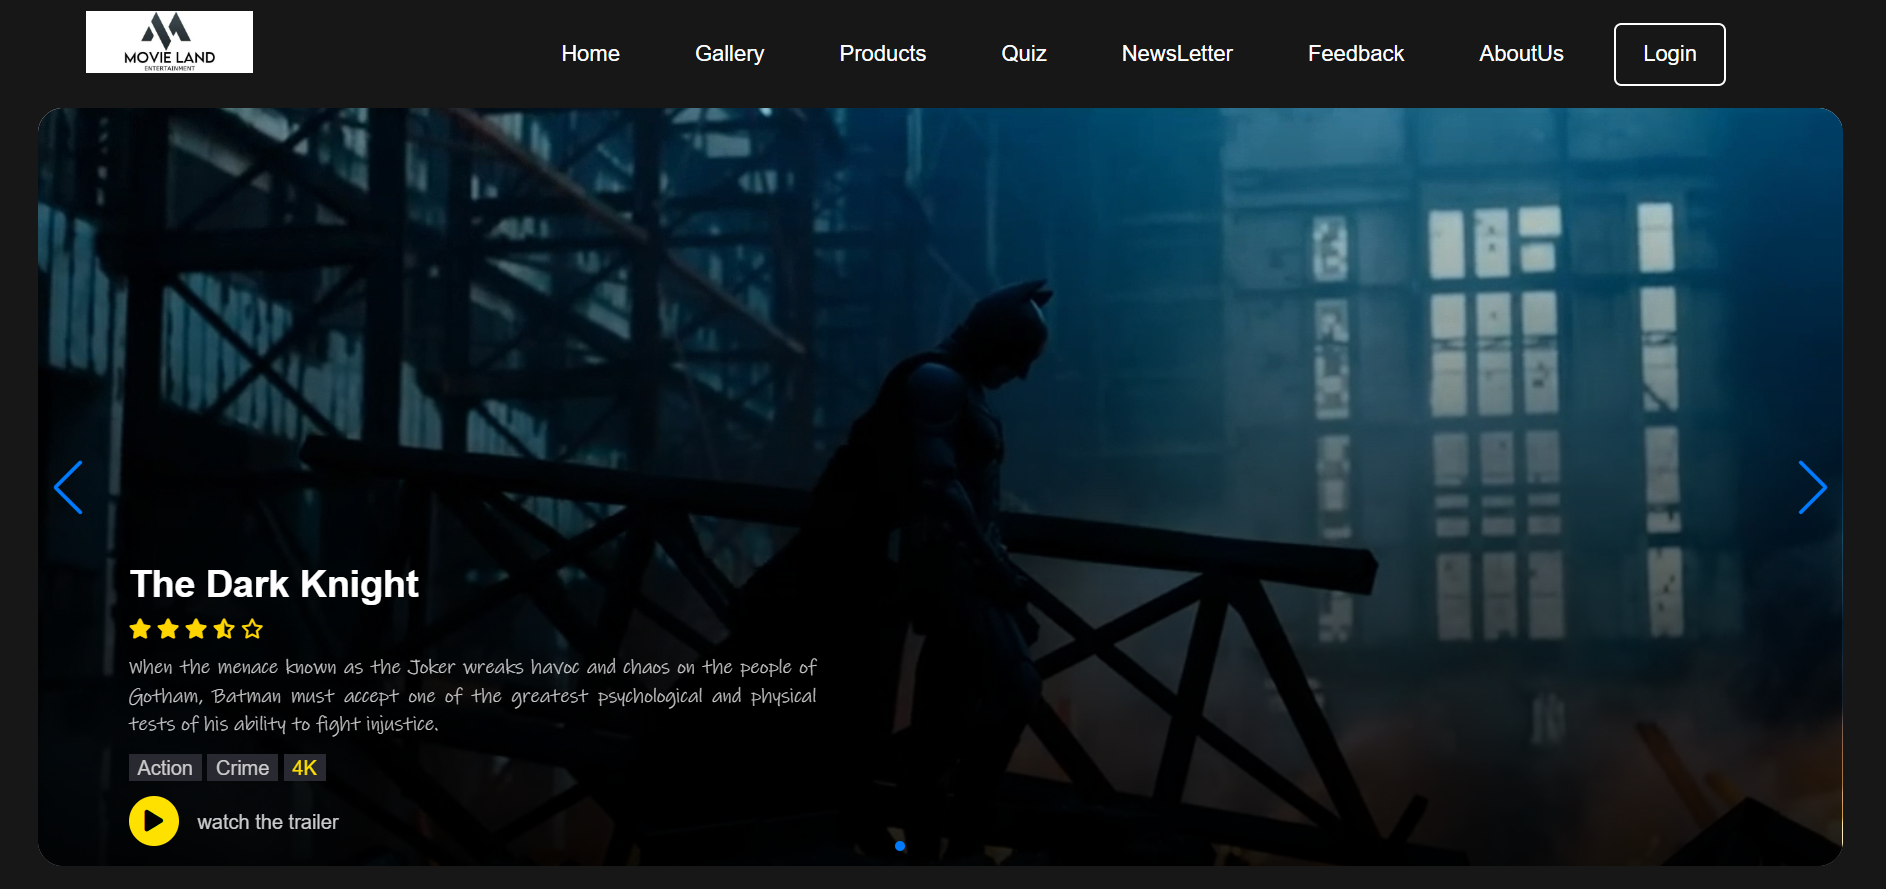 MOVIE LAND
ENTERTAINMENT
Home Gallery Products Quiz NewsLetter Feedback AboutUs Login
The Dark Knight
When the menace known as the Joker wreaks havoc and chaos on the people of
Gotham, Batman must accept one of the greatest psychological and physical
tests of his ability to fight injustice.
Action Crime 4K
watch the trailer